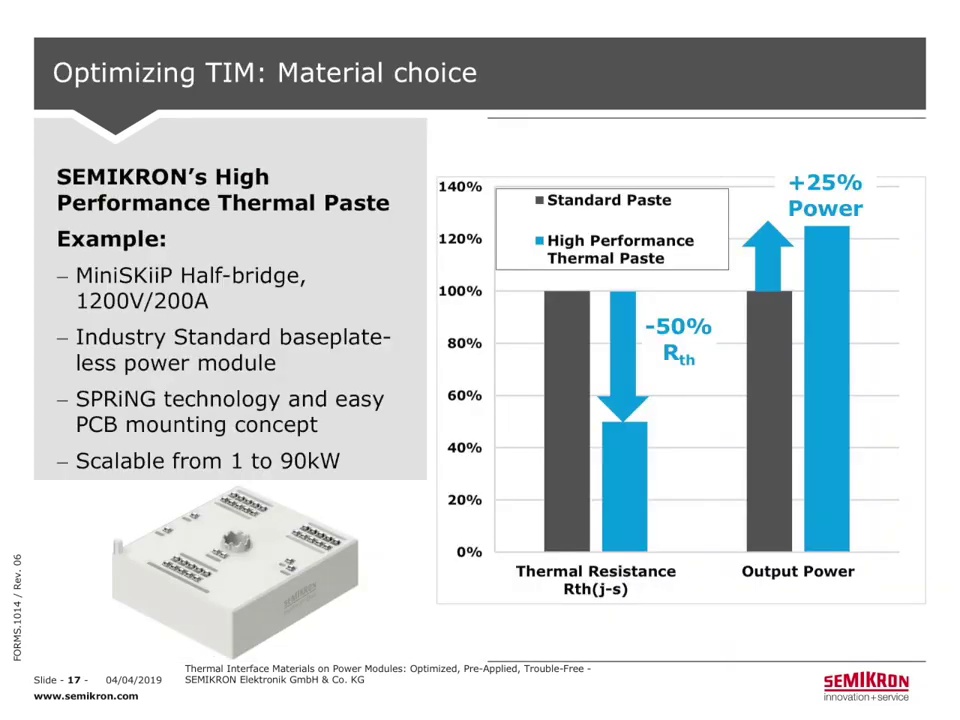 Optimizing TIM: Material choice
SEMIKRON’s High
Performance Thermal Paste
Example:
– MiniSKiiP Half-bridge,
1200V/200A
– Industry Standard baseplate-
less power module
– SPRiNG technology and easy
PCB mounting concept
– Scalable from 1 to 90kW
SEMIKRON
140%
120%
100%
80%
60%
40%
20%
0%
Standard Paste
High Performance
Thermal Paste
-50%
Rth
+25%
Power
Thermal Resistance
Rth(j-s)
Output Power
FORMS.1014 / Rev. 06
Slide - 17 - 04/04/2019
Thermal Interface Materials on Power Modules: Optimized, Pre-Applied, Trouble-Free -
SEMIKRON Elektronik GmbH & Co. KG
www.semikron.com
SEMIKRON
innovation+service